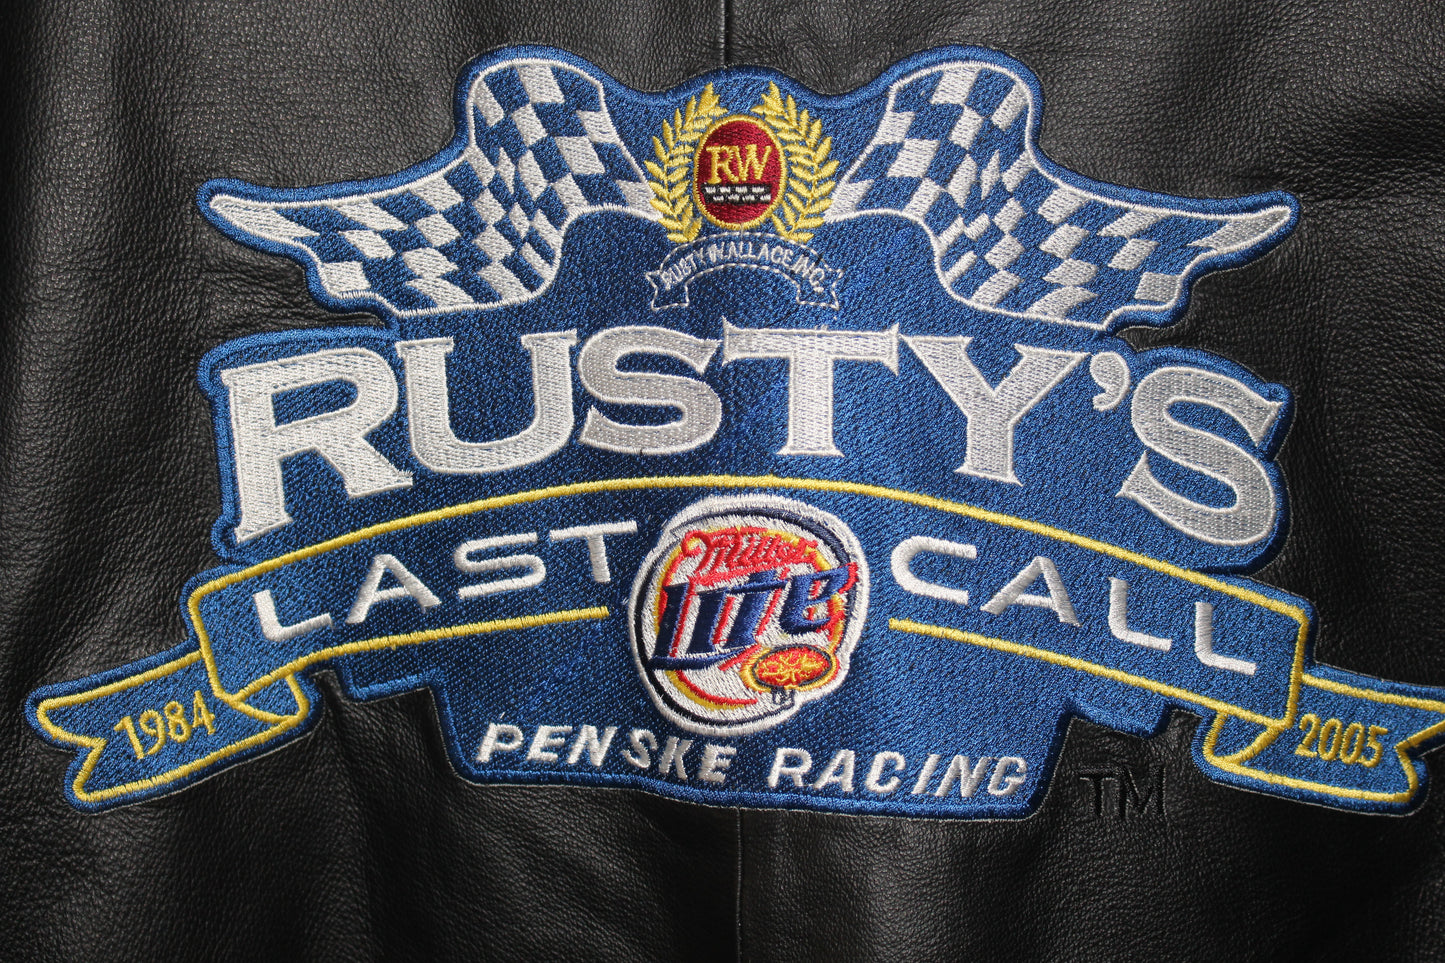 RW
RUSTY WALLACE, INC.
RUSTY'S
LAST CALL
Miller
Lite
1984
2005
PENSKE RACING
TM